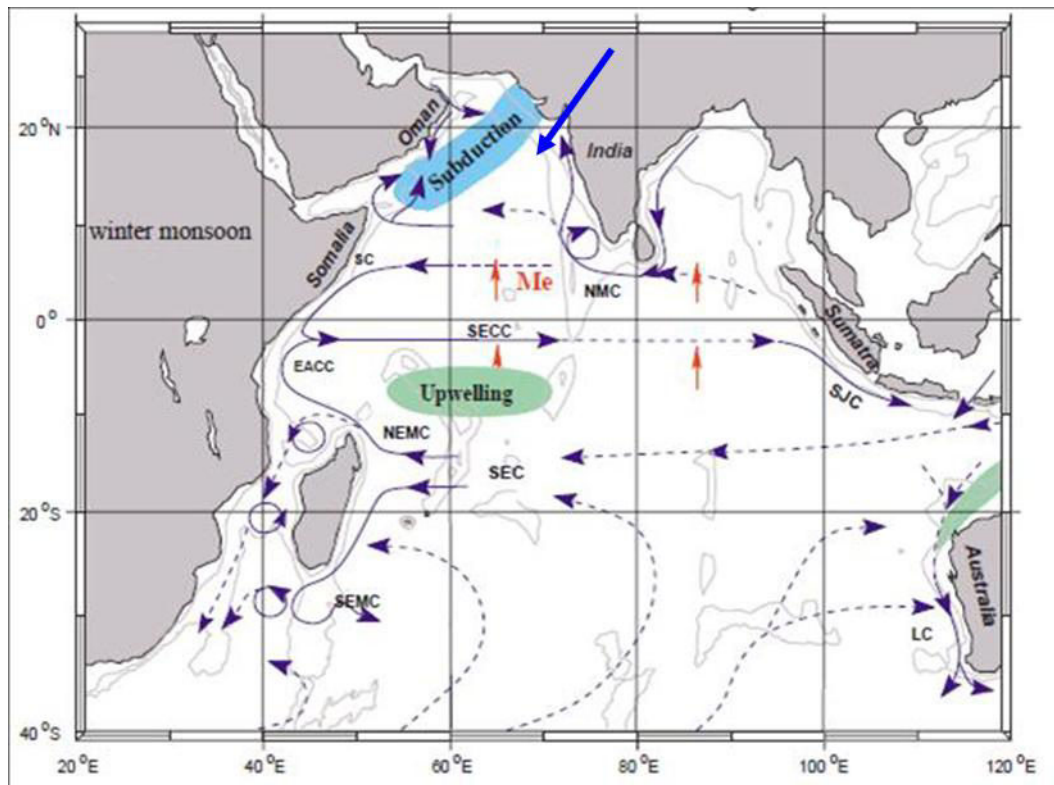 20°N
0°
20°S
40°S
20°E
40°E
60°E
80°E
100°E
120°E
winter monsoon
Oman
Subduction
India
Somalia
SC
Me
NMC
SECC
Sumatra
EACC
Upwelling
SJC
NEMC
SEC
SEMC
Australia
LC